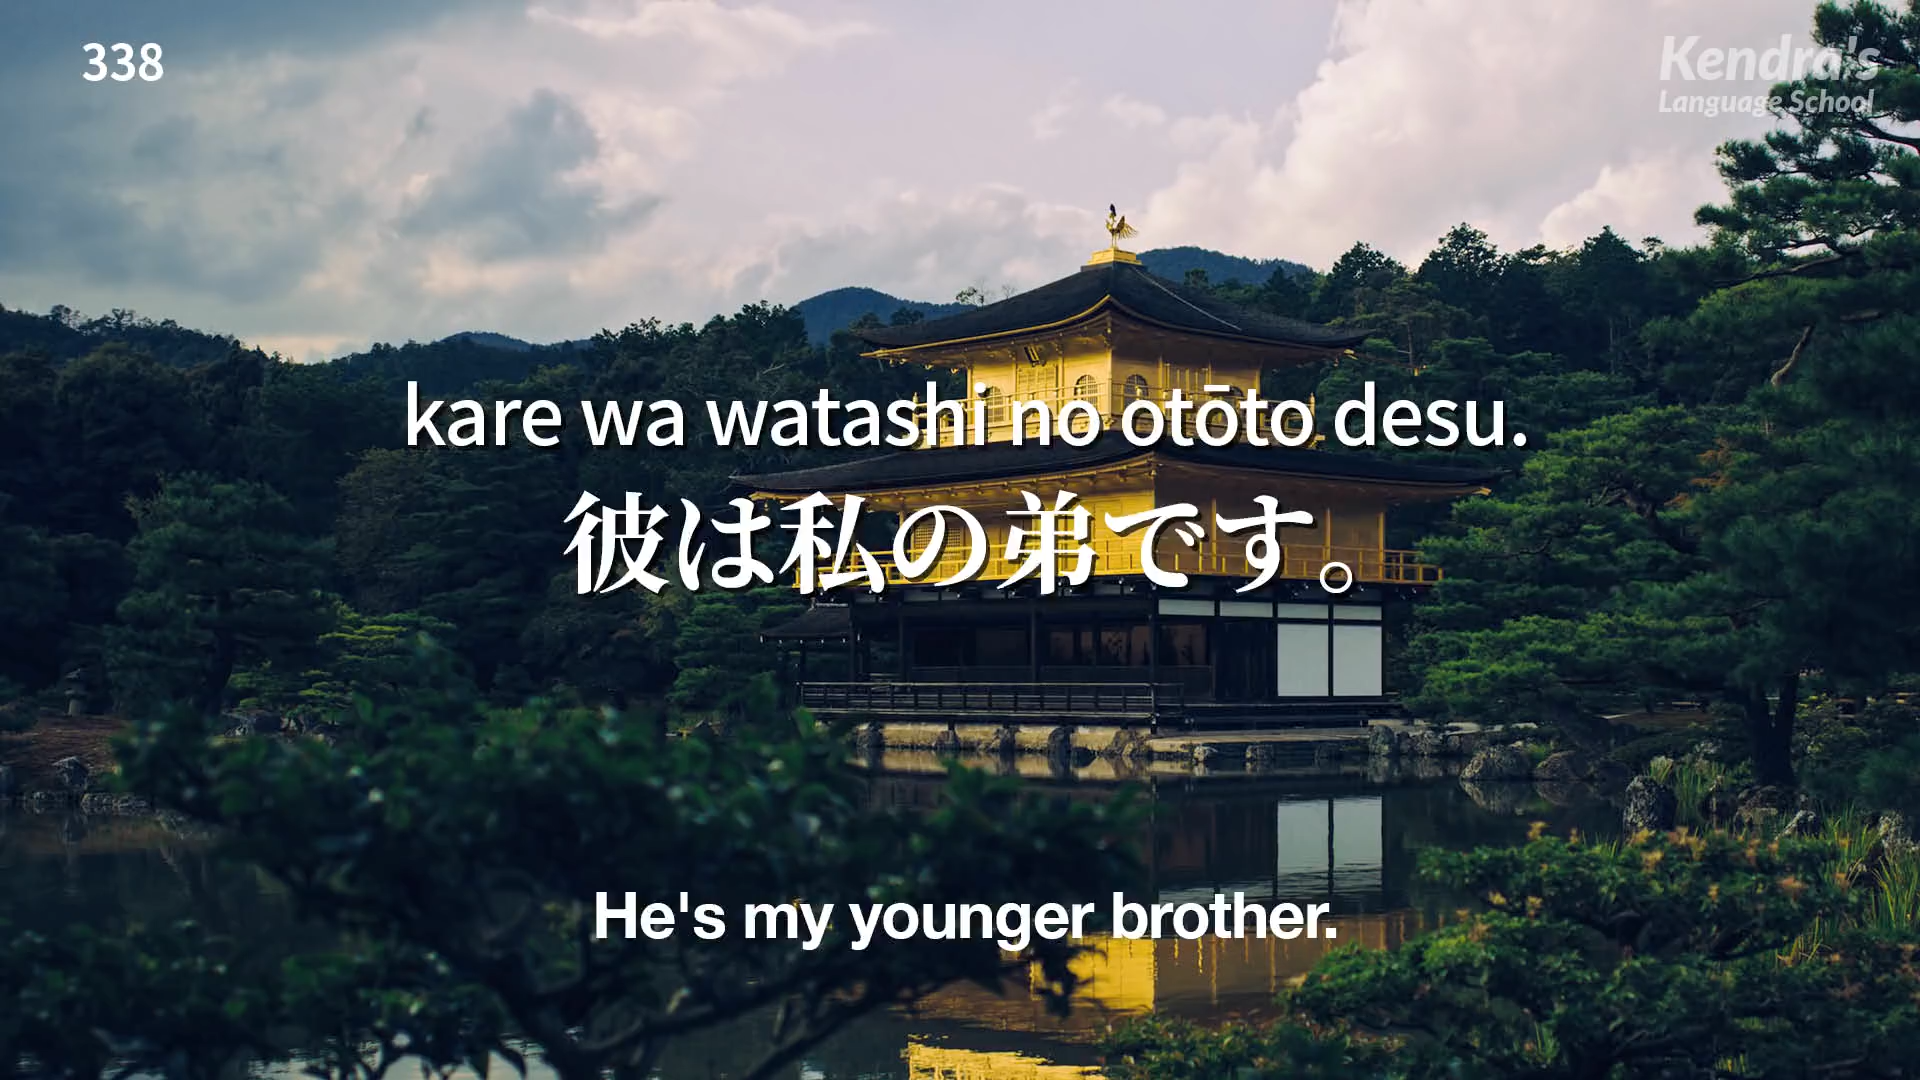 338
Kendra's
Language School
kare wa watashi no otōto desu.
彼は私の弟です。
He's my younger brother.